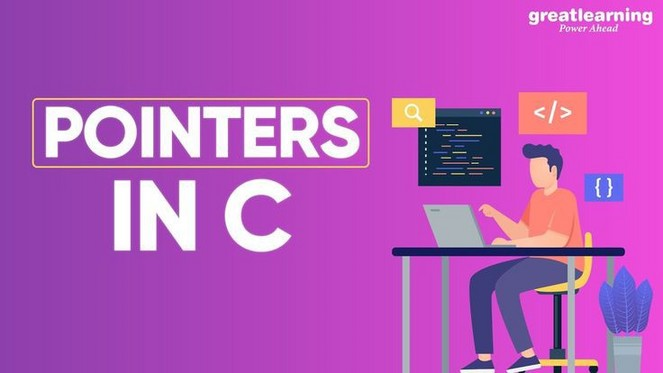 greatlearning
Power Ahead
POINTERS
IN C
</>
{ }